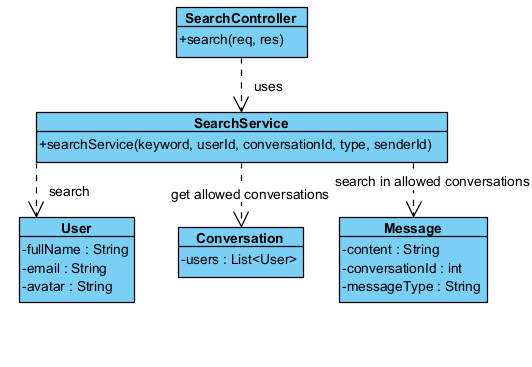 SearchController
+search(req, res)
uses
SearchService
+searchService(keyword, userId, conversationId, type, senderId)
search
get allowed conversations
search in allowed conversations
User
-fullName : String
-email : String
-avatar : String
Conversation
-users : List<User>
Message
-content : String
-conversationId : int
-messageType : String